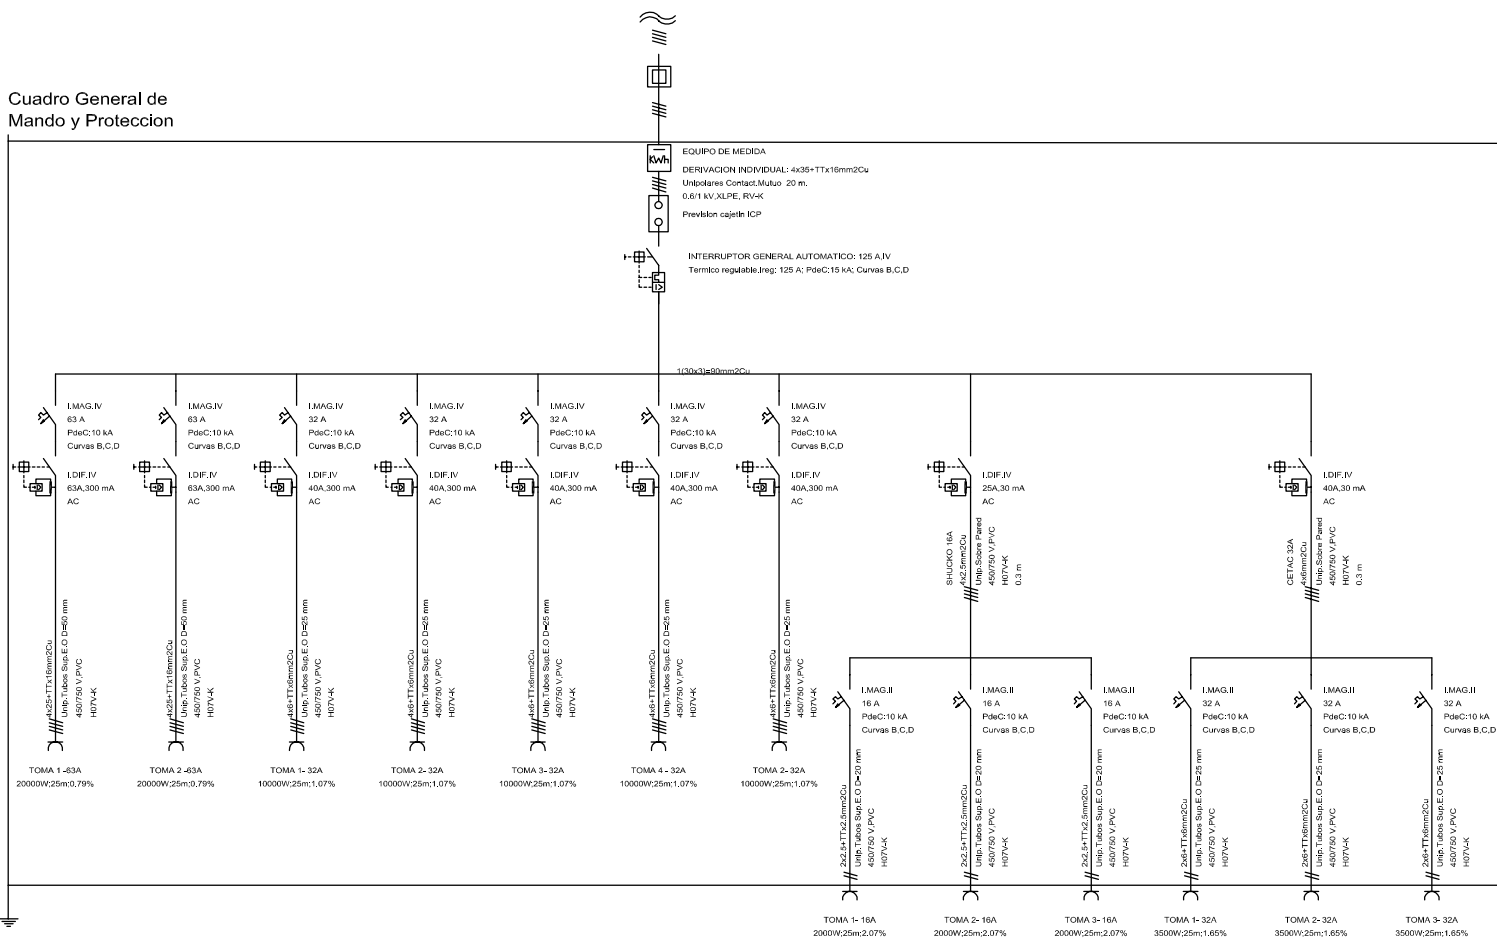 Cuadro General de
Mando y Proteccion
EQUIPO DE MEDIDA
DERIVACION INDIVIDUAL: 4x35+TTx16mm2Cu
Unipolares Contact.Mutuo 20 m.
0.6/1 kV,XLPE, RV-K
Prevision cajetin ICP
INTERRUPTOR GENERAL AUTOMATICO: 125 A,IV
Termico regulable.Ireg: 125 A; PdeC:15 kA; Curvas B,C,D
1(30x3)=90mm2Cu
I.MAG.IV
63 A
PdeC:10 kA
Curvas B,C,D
I.DIF.IV
63A,300 mA
AC
4x25+TTx16mm2Cu
Unip.Tubos Sup.E.O D=50 mm
450/750 V,PVC
H07V-K
TOMA 1 -63A
20000W;25m;0.79%
I.MAG.IV
63 A
PdeC:10 kA
Curvas B,C,D
I.DIF.IV
63A,300 mA
AC
4x25+TTx16mm2Cu
Unip.Tubos Sup.E.O D=50 mm
450/750 V,PVC
H07V-K
TOMA 2 -63A
20000W;25m;0.79%
I.MAG.IV
32 A
PdeC:10 kA
Curvas B,C,D
I.DIF.IV
40A,300 mA
AC
4x6+TTx6mm2Cu
Unip.Tubos Sup.E.O D=25 mm
450/750 V,PVC
H07V-K
TOMA 1- 32A
10000W;25m;1.07%
I.MAG.IV
32 A
PdeC:10 kA
Curvas B,C,D
I.DIF.IV
40A,300 mA
AC
4x6+TTx6mm2Cu
Unip.Tubos Sup.E.O D=25 mm
450/750 V,PVC
H07V-K
TOMA 2- 32A
10000W;25m;1.07%
I.MAG.IV
32 A
PdeC:10 kA
Curvas B,C,D
I.DIF.IV
40A,300 mA
AC
4x6+TTx6mm2Cu
Unip.Tubos Sup.E.O D=25 mm
450/750 V,PVC
H07V-K
TOMA 3- 32A
10000W;25m;1.07%
I.MAG.IV
32 A
PdeC:10 kA
Curvas B,C,D
I.DIF.IV
40A,300 mA
AC
4x6+TTx6mm2Cu
Unip.Tubos Sup.E.O D=25 mm
450/750 V,PVC
H07V-K
TOMA 4 - 32A
10000W;25m;1.07%
I.MAG.IV
32 A
PdeC:10 kA
Curvas B,C,D
I.DIF.IV
40A,300 mA
AC
4x6+TTx6mm2Cu
Unip.Tubos Sup.E.O D=25 mm
450/750 V,PVC
H07V-K
TOMA 2- 32A
10000W;25m;1.07%
I.DIF.IV
25A,30 mA
AC
SHUCKO 16A
4x2.5mm2Cu
Unip.Sobre Pared
450/750 V,PVC
H07V-K
0.3 m
I.MAG.II
16 A
PdeC:10 kA
Curvas B,C,D
2x2.5+TTx2.5mm2Cu
Unip.Tubos Sup.E.O D=20 mm
450/750 V,PVC
H07V-K
TOMA 1- 16A
2000W;25m;2.07%
I.MAG.II
16 A
PdeC:10 kA
Curvas B,C,D
2x2.5+TTx2.5mm2Cu
Unip.Tubos Sup.E.O D=20 mm
450/750 V,PVC
H07V-K
TOMA 2- 16A
2000W;25m;2.07%
I.MAG.II
16 A
PdeC:10 kA
Curvas B,C,D
2x2.5+TTx2.5mm2Cu
Unip.Tubos Sup.E.O D=20 mm
450/750 V,PVC
H07V-K
TOMA 3- 16A
2000W;25m;2.07%
I.DIF.IV
40A,30 mA
AC
CETAC 32A
4x6mm2Cu
Unip.Sobre Pared
450/750 V,PVC
H07V-K
0.3 m
I.MAG.II
32 A
PdeC:10 kA
Curvas B,C,D
2x6+TTx6mm2Cu
Unip.Tubos Sup.E.O D=25 mm
450/750 V,PVC
H07V-K
TOMA 1- 32A
3500W;25m;1.65%
I.MAG.II
32 A
PdeC:10 kA
Curvas B,C,D
2x6+TTx6mm2Cu
Unip.Tubos Sup.E.O D=25 mm
450/750 V,PVC
H07V-K
TOMA 2- 32A
3500W;25m;1.65%
I.MAG.II
32 A
PdeC:10 kA
Curvas B,C,D
2x6+TTx6mm2Cu
Unip.Tubos Sup.E.O D=25 mm
450/750 V,PVC
H07V-K
TOMA 3- 32A
3500W;25m;1.65%
KWh